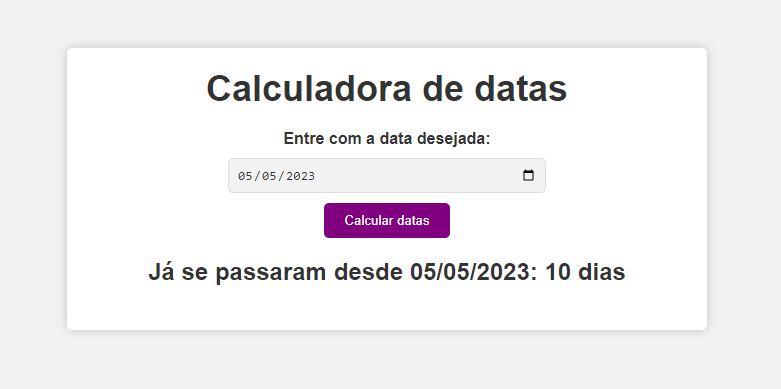 Calculadora de datas
Entre com a data desejada:
05/05/2023
Calcular datas
Já se passaram desde 05/05/2023: 10 dias